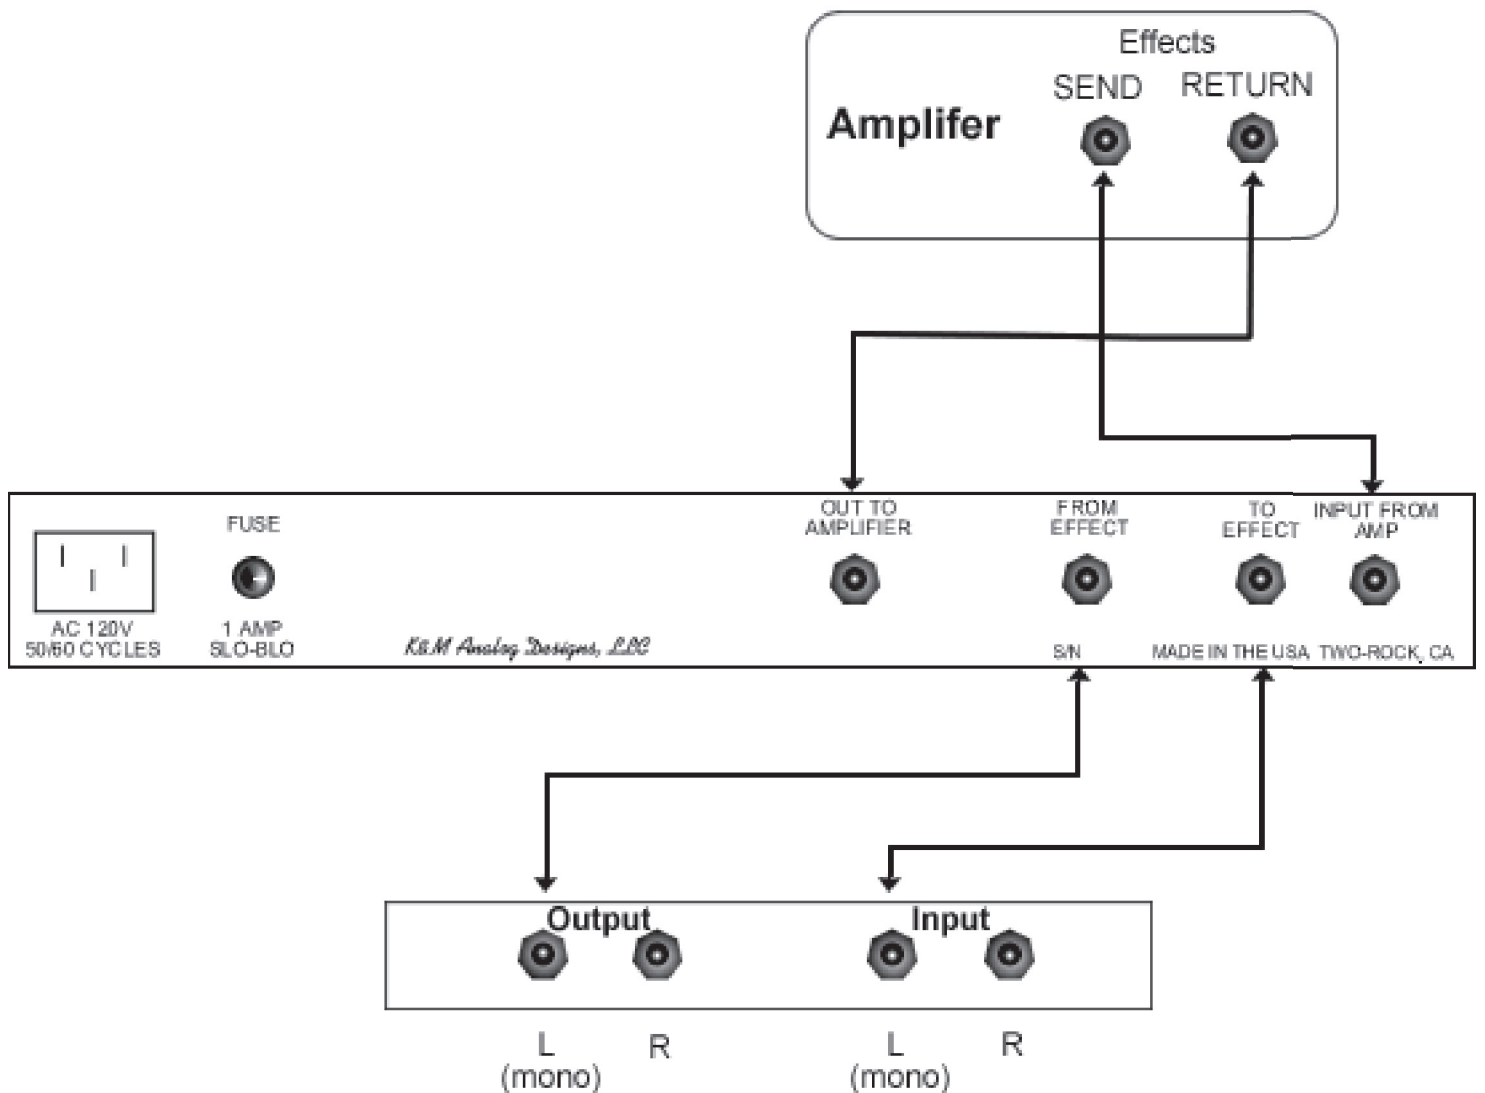 Effects
SEND RETURN
Amplifer
OUT TO
AMPLIFIER
FROM
EFFECT
TO
EFFECT
INPUT FROM
AMP
FUSE
AC 120V
50/60 CYCLES
1 AMP
SLO-BLO
K&M Analog Designs, LLC
S/N
MADE IN THE USA TWO-ROCK, CA
Output
Input
L
(mono)
R
L
(mono)
R